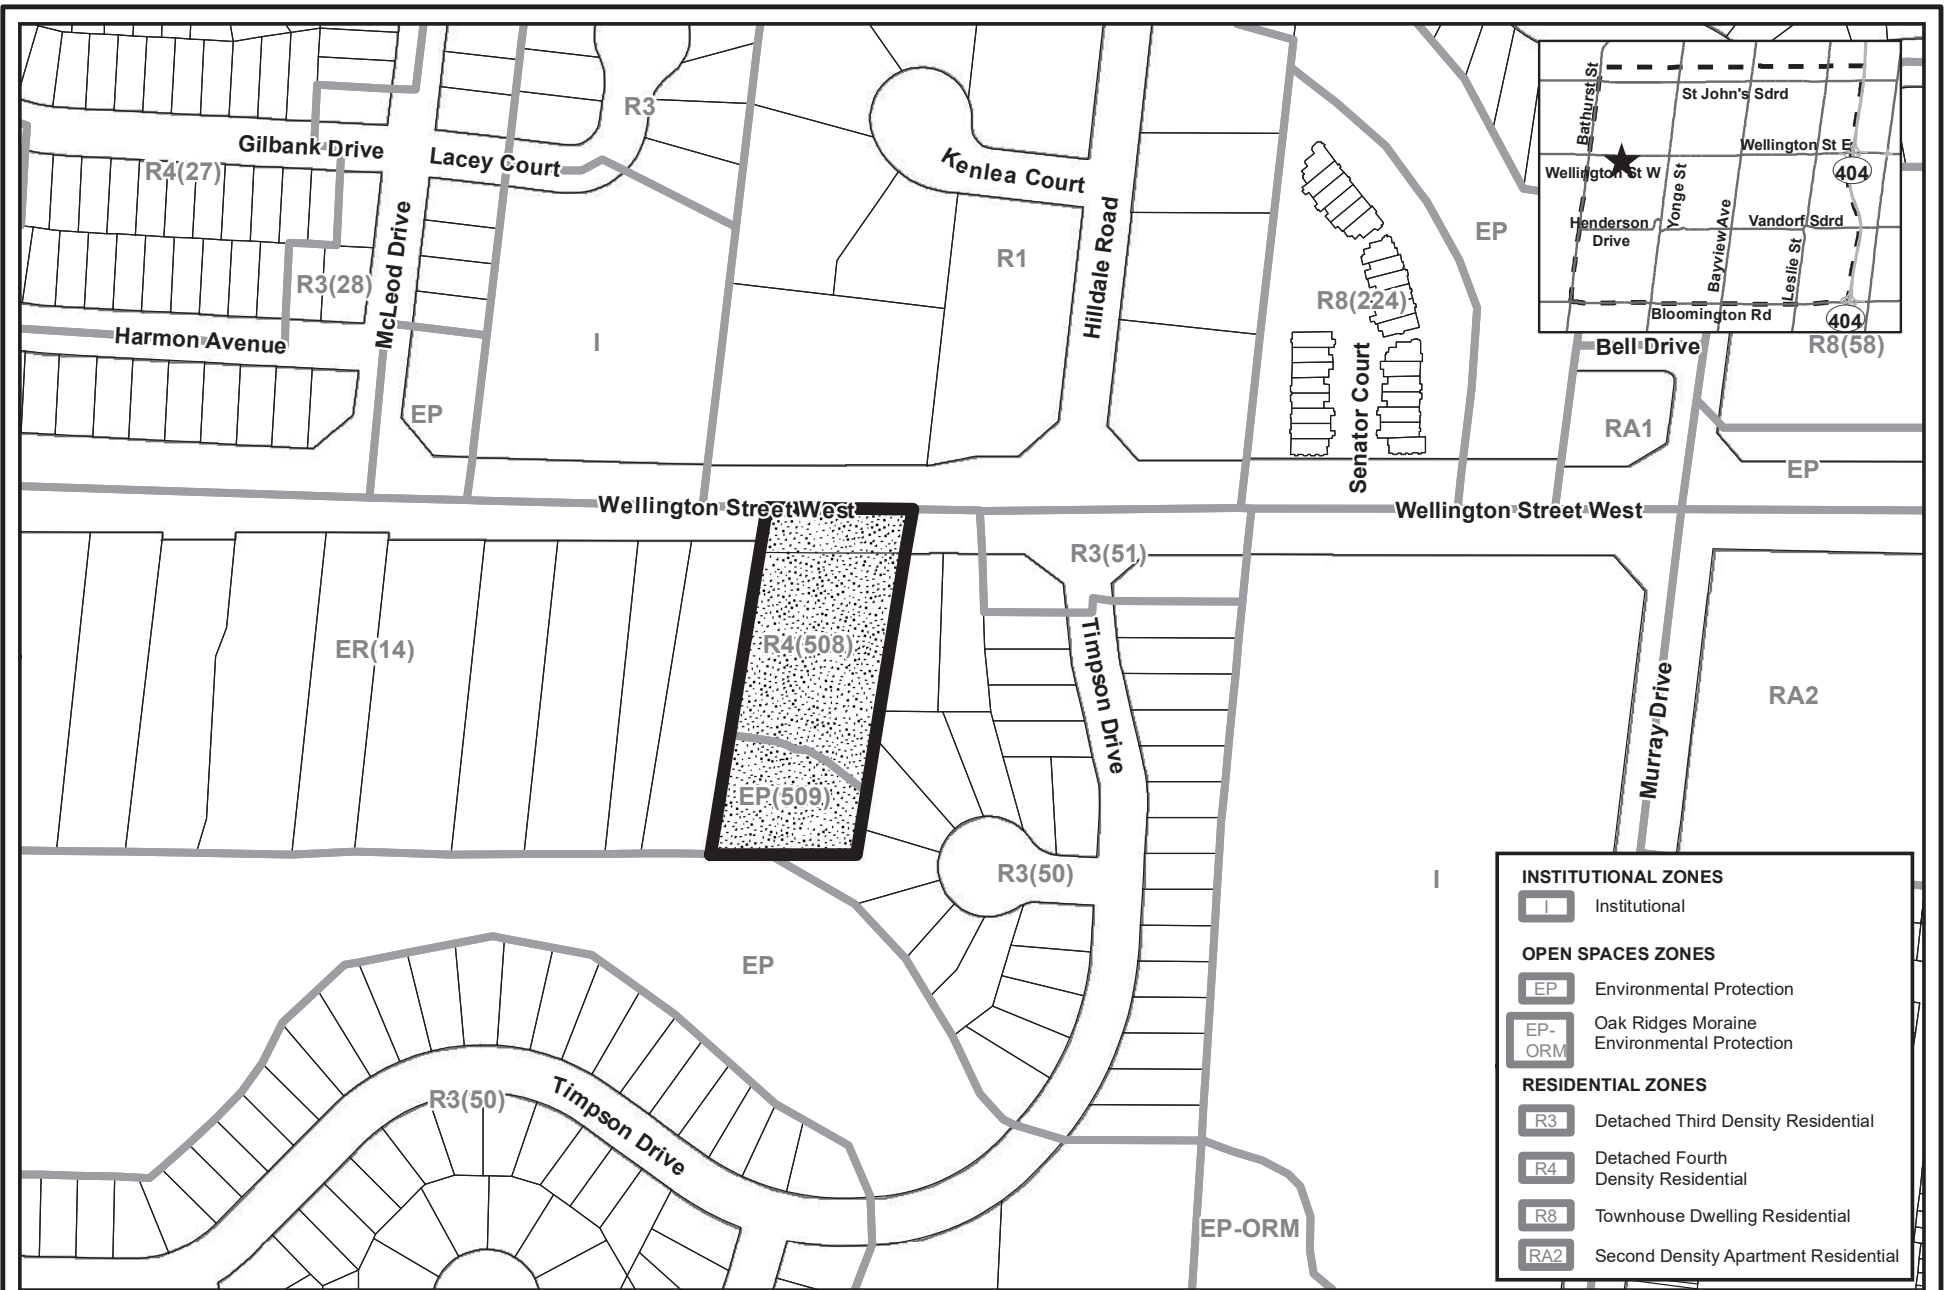 Gilbank Drive
R4(27)
Lacey Court
R3
Kenlea Court
R1
Hilldale Road
McLeod Drive
R3(28)
Harmon Avenue
EP
I
EP
R8(224)
Senator Court
Bathurst St
St John's Sdrd
Wellington St E
404
Wellington St W
Yonge St
Henderson
Drive
Vandorf Sdrd
Bayview Ave
Leslie St
Bloomington Rd
404
Bell Drive
R8(58)
RA1
EP
Wellington Street West
Wellington Street West
R3(51)
ER(14)
R4(508)
EP(509)
Timpson Drive
Murray Drive
RA2
R3(50)
I
EP
R3(50)
Timpson Drive
EP-ORM
INSTITUTIONAL ZONES
I Institutional
OPEN SPACES ZONES
EP Environmental Protection
EP-
ORM
Oak Ridges Moraine
Environmental Protection
RESIDENTIAL ZONES
R3 Detached Third Density Residential
R4
Detached Fourth
Density Residential
R8 Townhouse Dwelling Residential
RA2 Second Density Apartment Residential